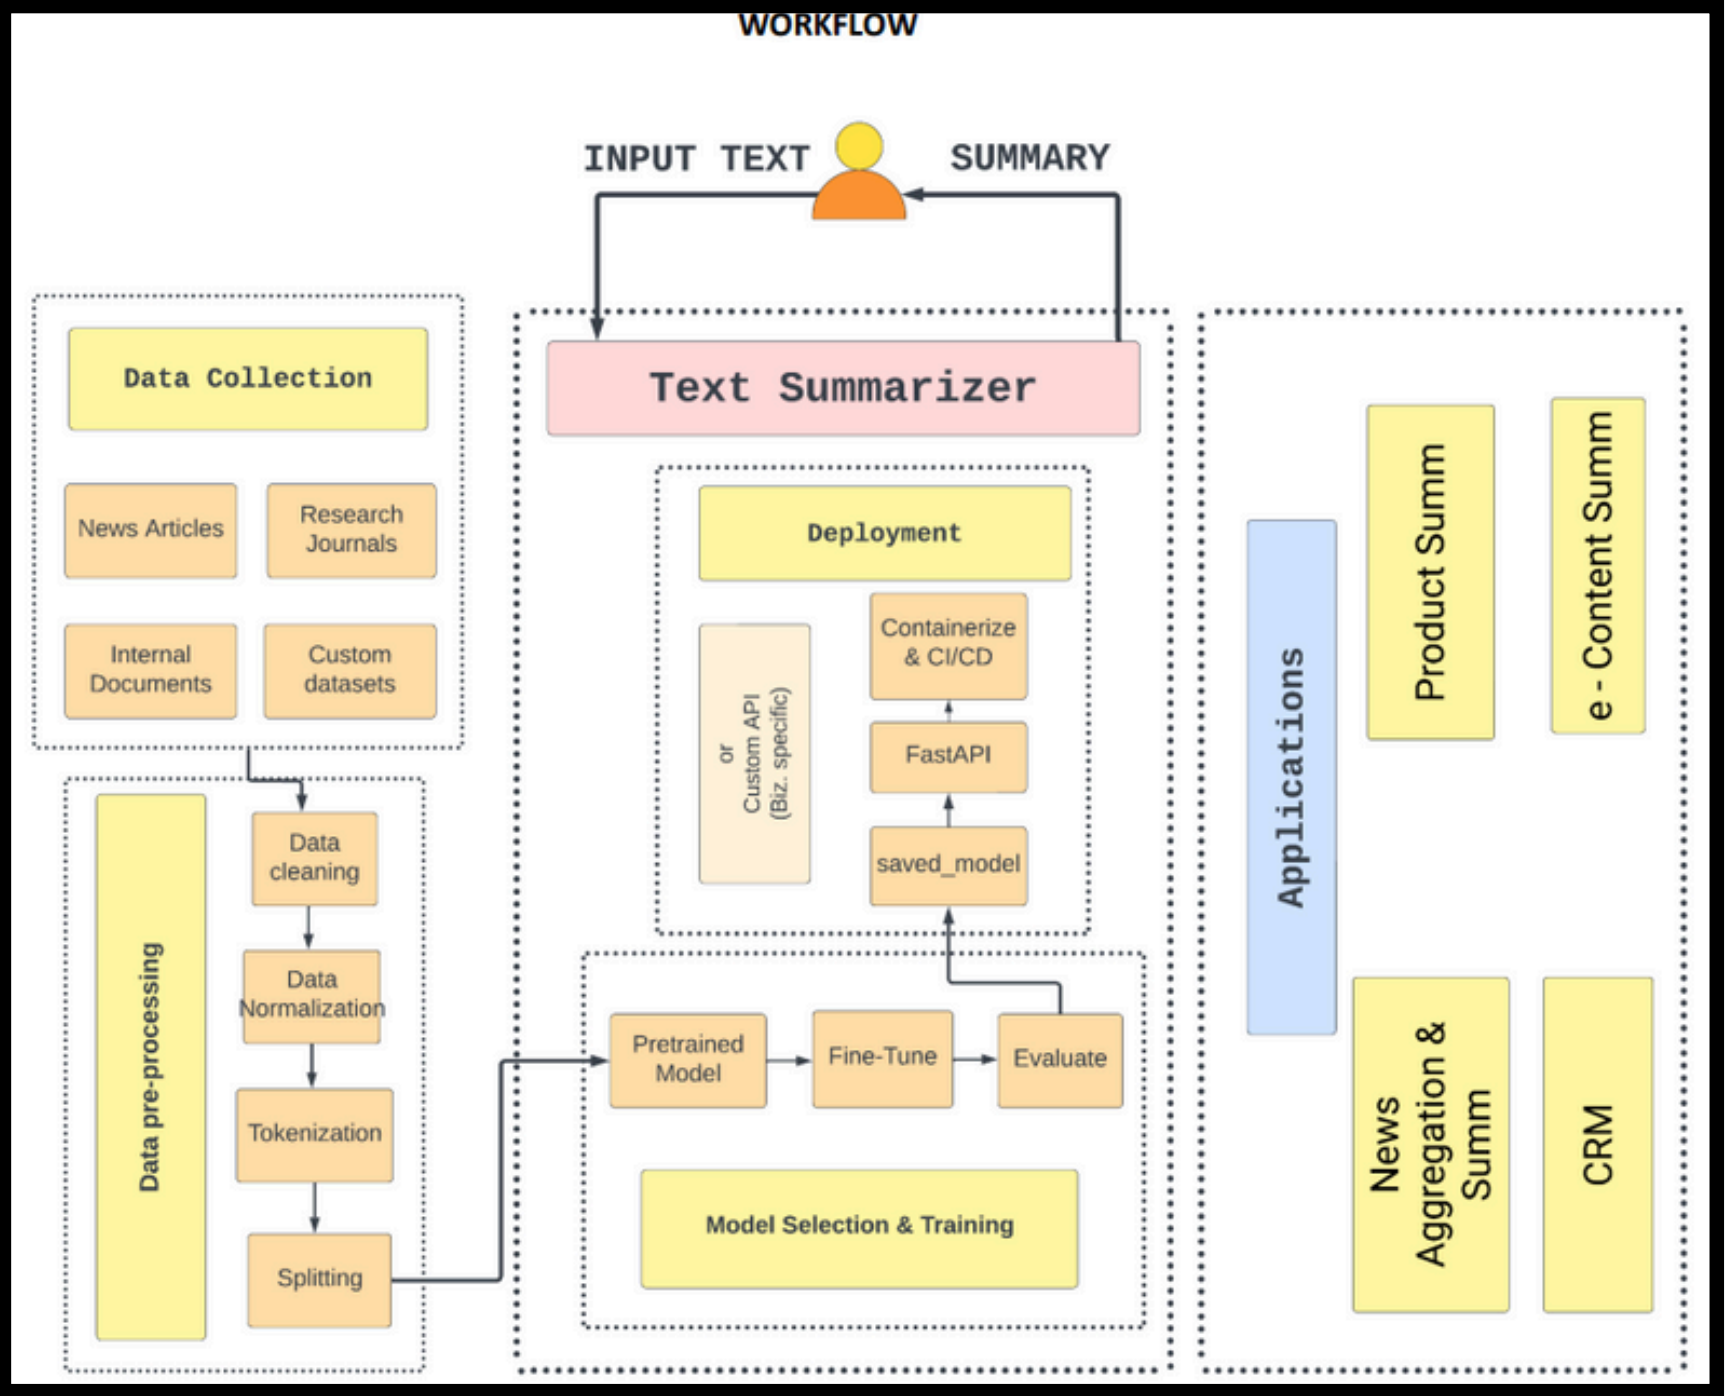 WORKFLOW
INPUT TEXT
SUMMARY
Data Collection
News Articles
Research
Journals
Internal
Documents
Custom
datasets
Data pre-processing
Data
cleaning
Data
Normalization
Tokenization
Splitting
Text Summarizer
Deployment
or
Custom API
(Biz. specific)
Containerize
& CI/CD
FastAPI
saved_model
Pretrained
Model
Fine-Tune
Evaluate
Model Selection & Training
Applications
Product Summ
e - Content Summ
News
Aggregation &
Summ
CRM